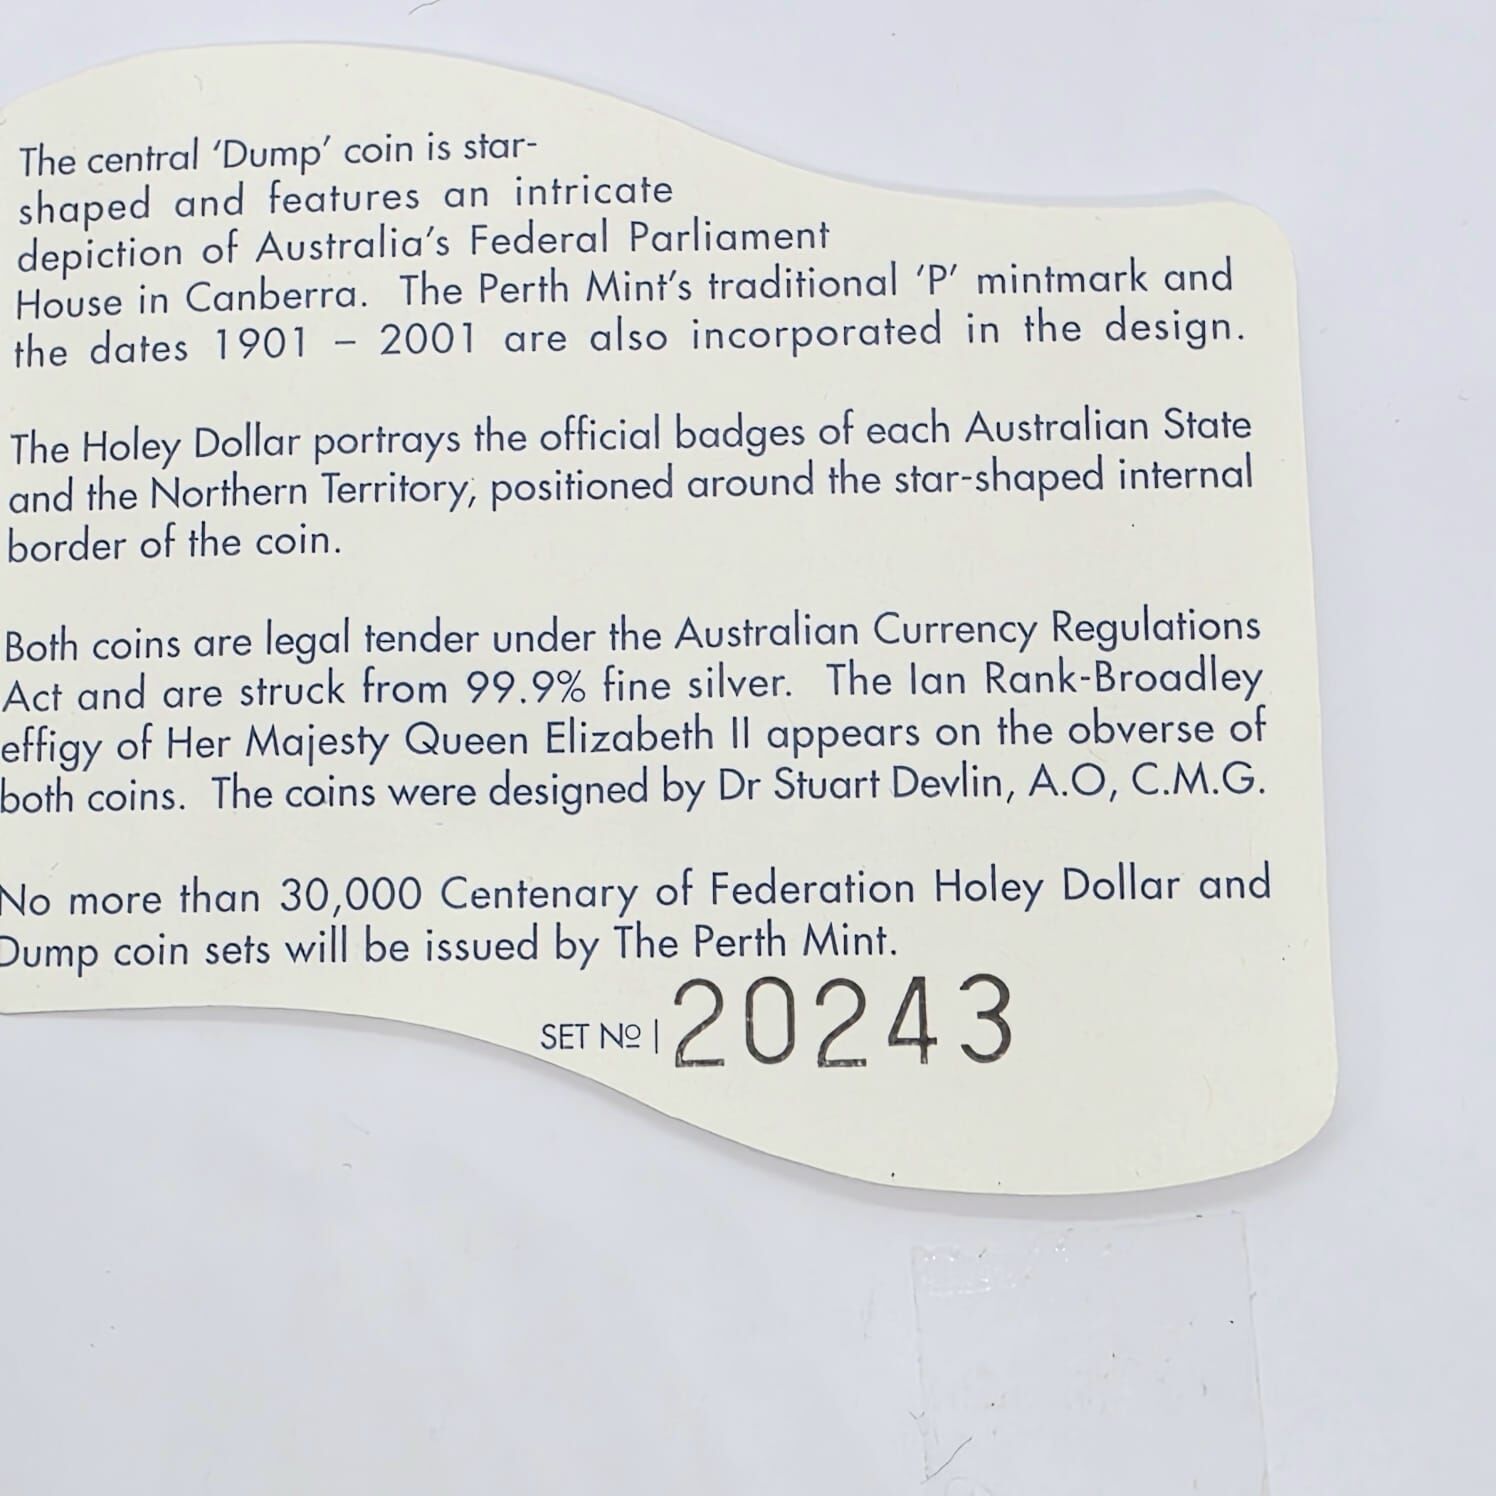 The central ‘Dump’ coin is star-
shaped and features an intricate
depiction of Australia’s Federal Parliament
House in Canberra. The Perth Mint’s traditional ‘P’ mintmark and
the dates 1901 – 2001 are also incorporated in the design.
The Holey Dollar portrays the official badges of each Australian State
and the Northern Territory, positioned around the star-shaped internal
border of the coin.
Both coins are legal tender under the Australian Currency Regulations
Act and are struck from 99.9% fine silver. The Ian Rank-Broadley
effigy of Her Majesty Queen Elizabeth II appears on the obverse of
both coins. The coins were designed by Dr Stuart Devlin, A.O, C.M.G.
No more than 30,000 Centenary of Federation Holey Dollar and
Dump coin sets will be issued by The Perth Mint.
SET Nº | 20243